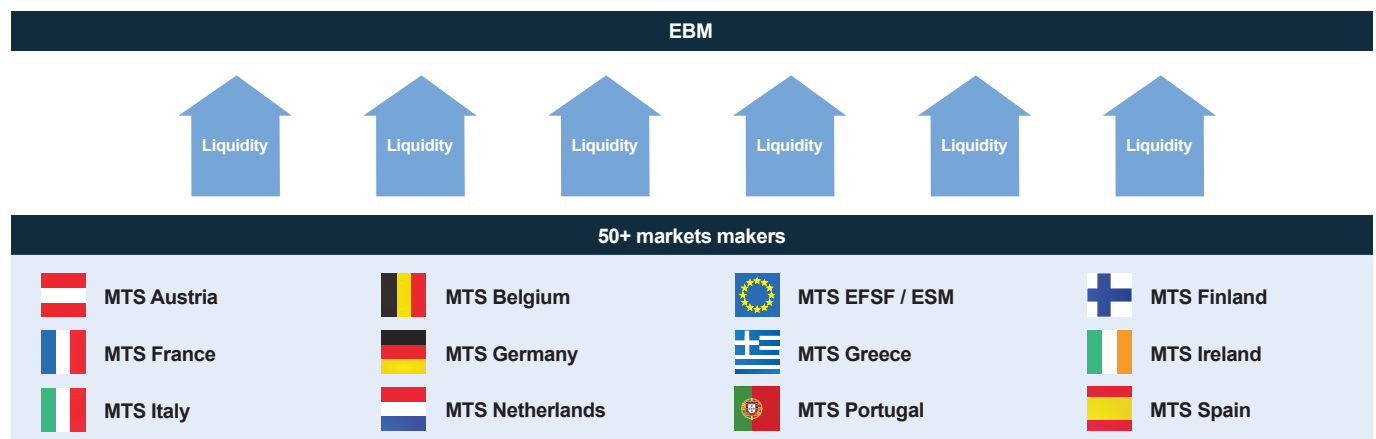 EBM
Liquidity Liquidity Liquidity Liquidity Liquidity Liquidity
50+ markets makers
MTS Austria MTS Belgium MTS EFSF / ESM MTS Finland
MTS France MTS Germany MTS Greece MTS Ireland
MTS Italy MTS Netherlands MTS Portugal MTS Spain